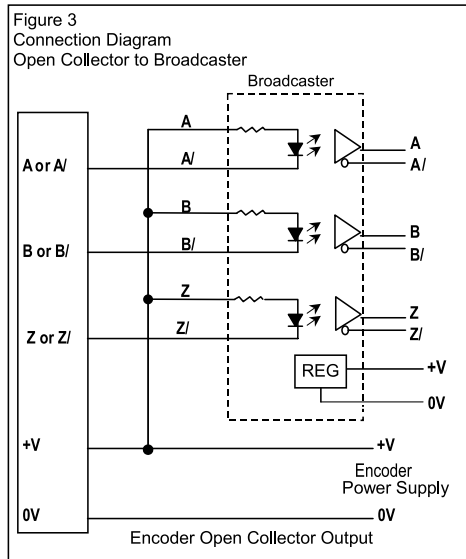 Figure 3
Connection Diagram
Open Collector to Broadcaster
Broadcaster
A
A
A/
A or A/
A/
B
B
B/
B or B/
B/
Z
Z
Z/
Z or Z/
Z/
REG
+V
0V
+V
+V
Encoder
Power Supply
0V
0V
Encoder Open Collector Output